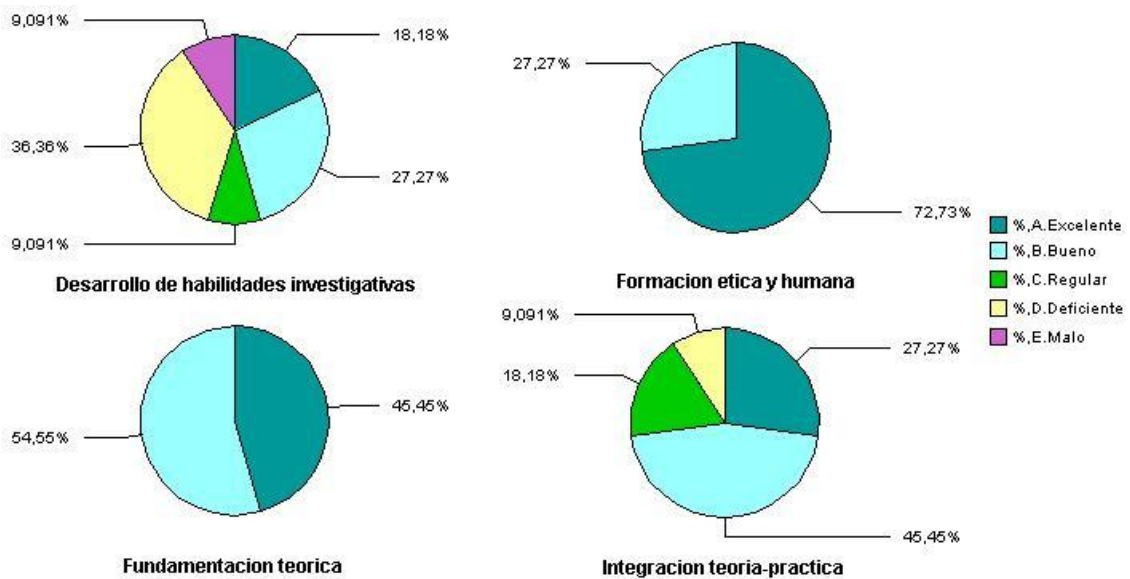 9,091%
18,18%
36,36%
27,27%
9,091%
Desarrollo de habilidades investigativas
27,27%
72,73%
Formacion etica y humana
%,A.Excelente
%,B.Bueno
%,C.Regular
%,D.Deficiente
%,E.Malo
45,45%
54,55%
Fundamentacion teorica
9,091%
27,27%
18,18%
45,45%
Integracion teoria-practica